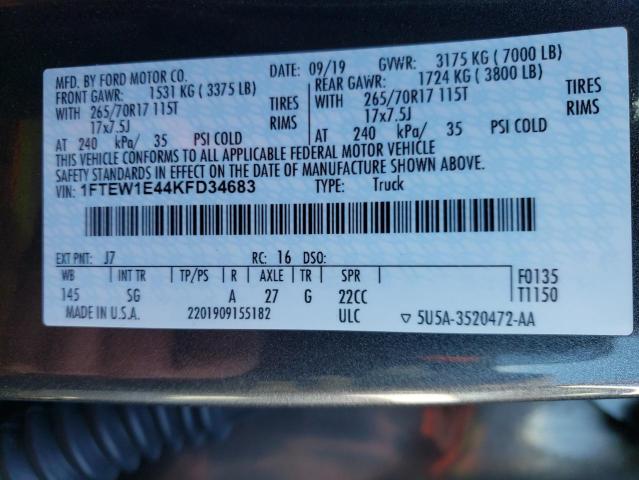 MFD. BY FORD MOTOR CO.
DATE: 09/19 GVWR: 3175 KG ( 7000 LB)
FRONT GAWR: 1531 KG ( 3375 LB)
REAR GAWR: 1724 KG ( 3800 LB)
WITH 265/70R17 115T TIRES
WITH 265/70R17 115T TIRES
17x7.5J RIMS
17x7.5J RIMS
AT 240 kPa/ 35 PSI COLD
AT 240 kPa/ 35 PSI COLD
THIS VEHICLE CONFORMS TO ALL APPLICABLE FEDERAL MOTOR VEHICLE
SAFETY STANDARDS IN EFFECT ON THE DATE OF MANUFACTURE SHOWN ABOVE.
VIN: 1FTEW1E44KFD34683 TYPE: Truck
EXT PNT: J7 RC: 16 DSO:
WB INT TR TP/PS R AXLE TR SPR F0135
145 SG A 27 G 22CC T1150
MADE IN U.S.A. 2201909155182 ULC ▽ 5U5A-3520472-AA